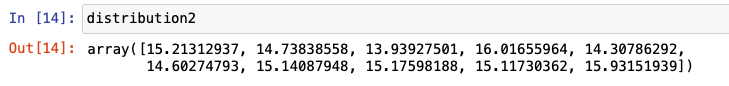 In [14]: distribution2
Out[14]: array([15.21312937, 14.73838558, 13.93927501, 16.01655964, 14.30786292,
14.60274793, 15.14087948, 15.17598188, 15.11730362, 15.93151939])